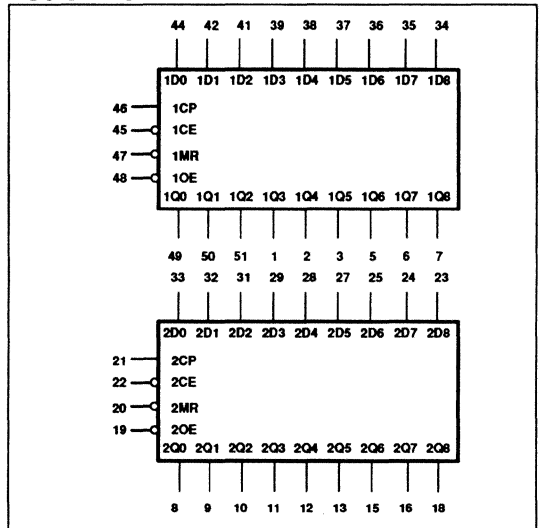 44 42 41 39 38 37 36 35 34
1D0 1D1 1D2 1D3 1D4 1D5 1D6 1D7 1D8
46 1CP
45 1CE
47 1MR
48 1OE
1Q0 1Q1 1Q2 1Q3 1Q4 1Q5 1Q6 1Q7 1Q8
49 50 51 1 2 3 5 6 7
33 32 31 29 28 27 25 24 23
2D0 2D1 2D2 2D3 2D4 2D5 2D6 2D7 2D8
21 2CP
22 2CE
20 2MR
19 2OE
2Q0 2Q1 2Q2 2Q3 2Q4 2Q5 2Q6 2Q7 2Q8
8 9 10 11 12 13 15 16 18